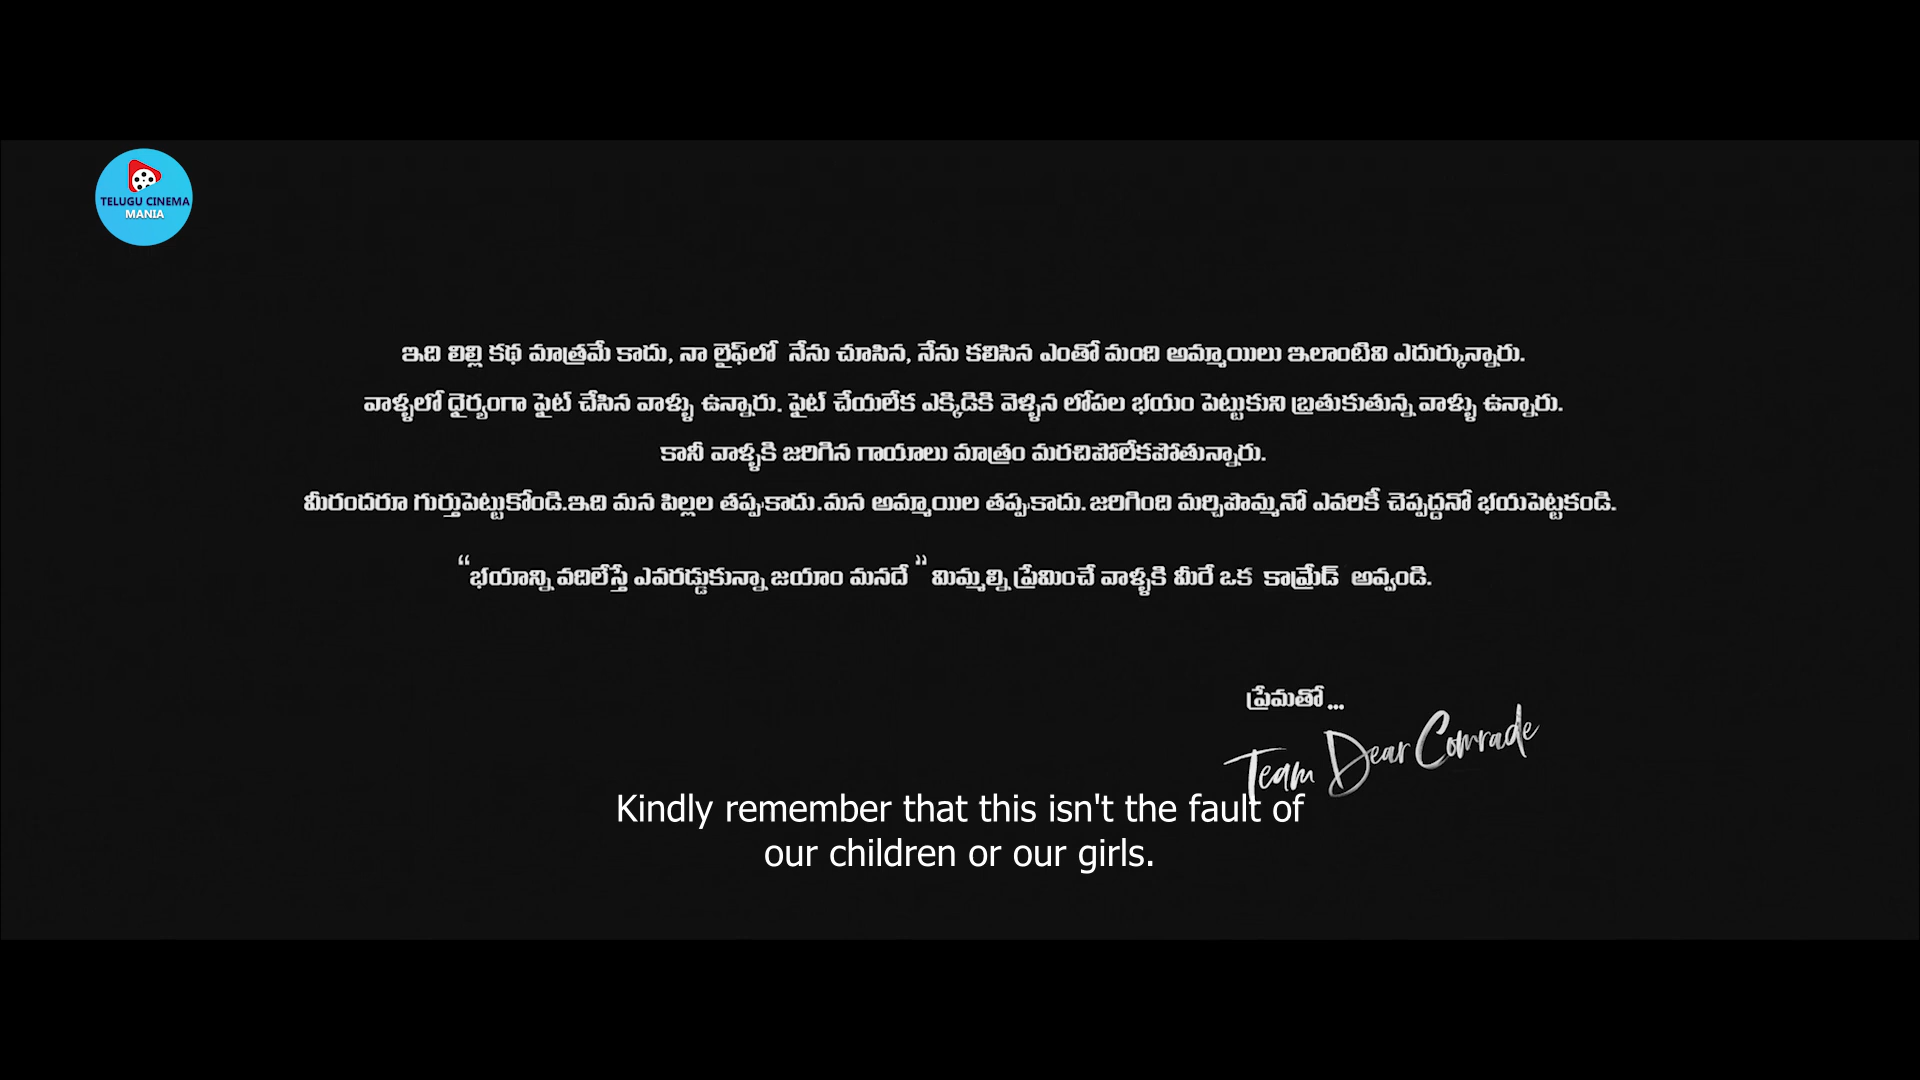 TELUGU CINEMA
MANIA
ఇది లిల్లి కథ మాత్రమే కాదు, నా లైఫ్‌లో నేను చూసిన, నేను కలిసిన ఎంతో మంది అమ్మాయిలు ఇలాంటివి ఎదుర్కున్నారు.
వాళ్ళలో ధైర్యంగా ఫైట్ చేసిన వాళ్ళు ఉన్నారు. ఫైట్ చేయలేక ఎక్కడికి వెళ్ళిన లోపల భయం పెట్టుకుని బ్రతుకుతున్న వాళ్ళు ఉన్నారు.
కానీ వాళ్ళకి జరిగిన గాయాలు మాత్రం మరచిపోలేకపోతున్నారు.
మీరందరూ గుర్తుపెట్టుకోండి.ఇది మన పిల్లల తప్పుకాదు.మన అమ్మాయిల తప్పుకాదు. జరిగింది మర్చిపొమ్మనో ఎవరికీ చెప్పద్దనో భయపెట్టకండి.
“భయాన్ని వదిలేస్తే ఎవరడ్డుకున్నా జయం మనదే” మిమ్మల్ని ప్రేమించే వాళ్ళకి మీరే ఒక కామ్రేడ్ అవ్వండి.
ప్రేమతో...
Team Dear Comrade
Kindly remember that this isn't the fault of
our children or our girls.